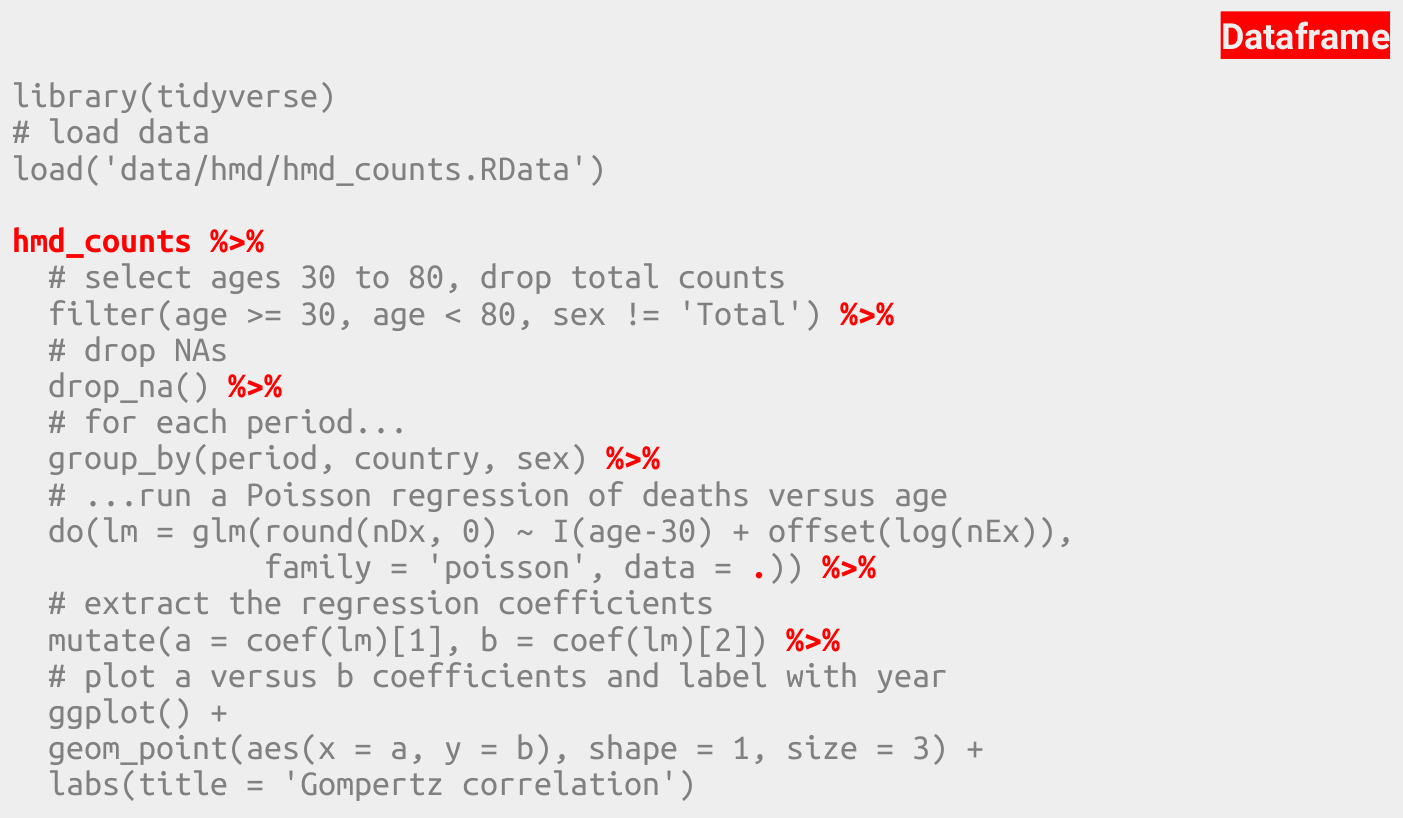 Dataframe
library(tidyverse)
# load data
load('data/hmd/hmd_counts.RData')

hmd_counts %>%
  # select ages 30 to 80, drop total counts
  filter(age >= 30, age < 80, sex != 'Total') %>%
  # drop NAs
  drop_na() %>%
  # for each period...
  group_by(period, country, sex) %>%
  # ...run a Poisson regression of deaths versus age
  do(lm = glm(round(nDx, 0) ~ I(age-30) + offset(log(nEx)),
              family = 'poisson', data = .)) %>%
  # extract the regression coefficients
  mutate(a = coef(lm)[1], b = coef(lm)[2]) %>%
  # plot a versus b coefficients and label with year
  ggplot() +
  geom_point(aes(x = a, y = b), shape = 1, size = 3) +
  labs(title = 'Gompertz correlation')